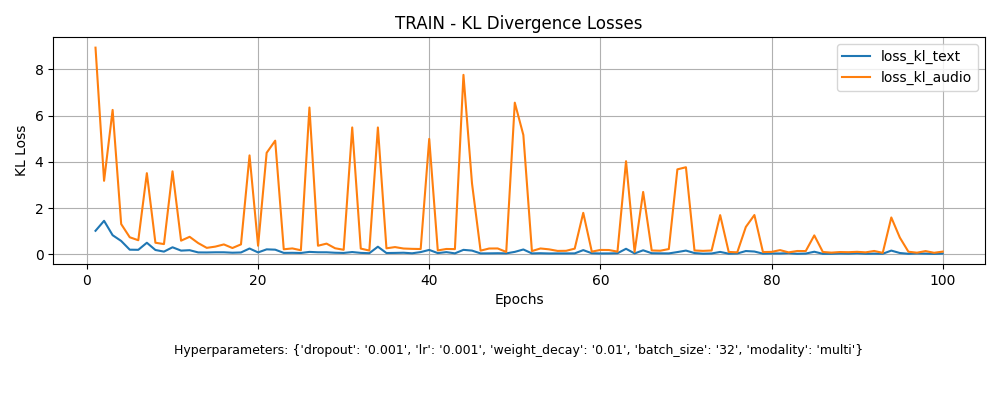 TRAIN - KL Divergence Losses
loss_kl_text
loss_kl_audio
KL Loss
8
6
4
2
0
0 20 40 60 80 100
Epochs
Hyperparameters: {'dropout': '0.001', 'lr': '0.001', 'weight_decay': '0.01', 'batch_size': '32', 'modality': 'multi'}